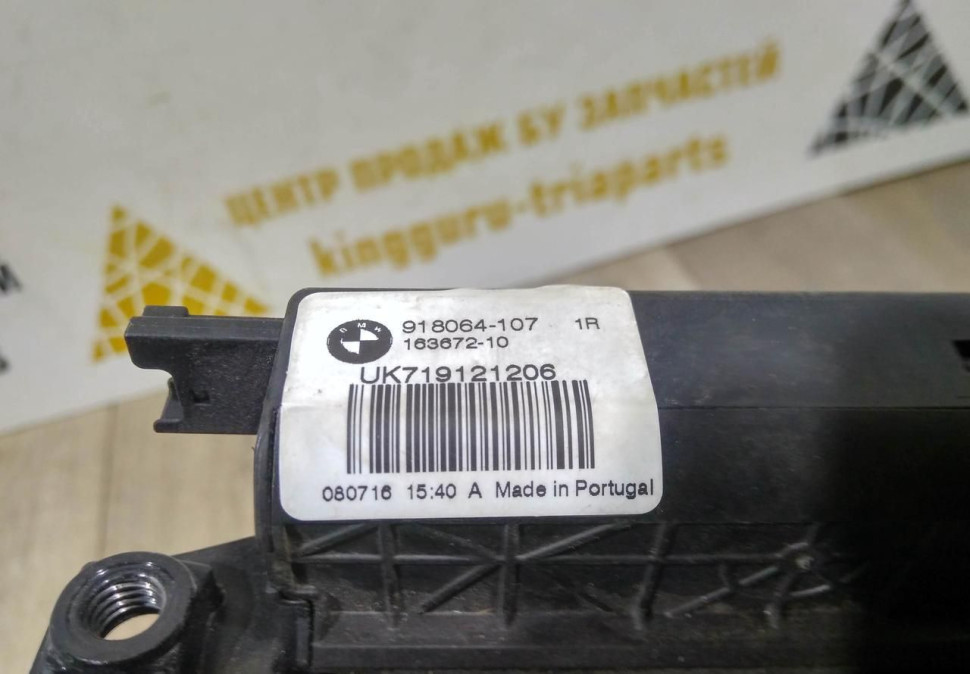 ЦЕНТР ПРОДАЖ БУ ЗАПЧАСТЕЙ
kingguru-triaparts
BMW
918064-107 1R
163672-10
UK719121206
080716 15:40 A Made in Portugal